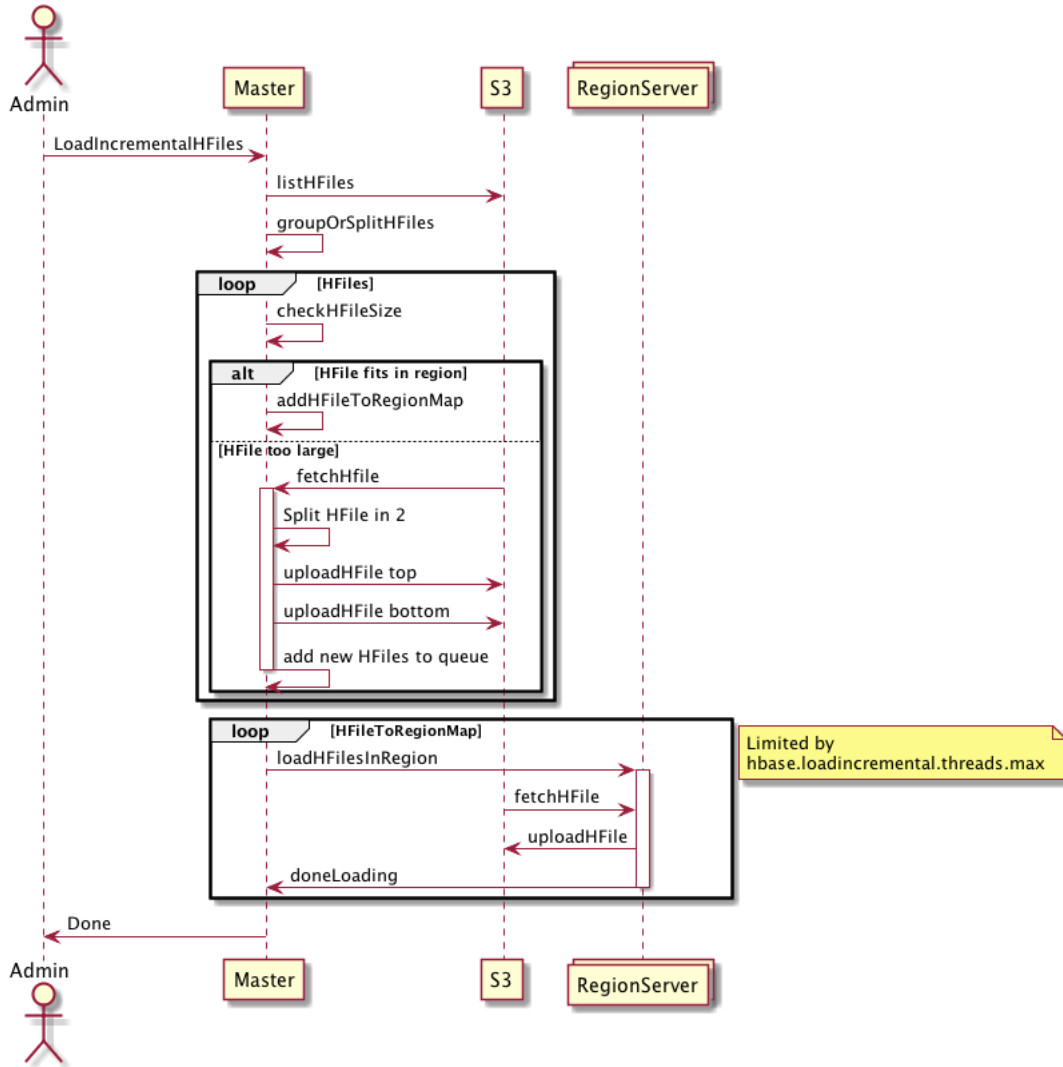 Admin
Master
S3
RegionServer
LoadIncrementalHFiles
listHFiles
groupOrSplitHFiles
loop [HFiles]
checkHFileSize
alt [HFile fits in region]
addHFileToRegionMap
[HFile too large]
fetchHfile
Split HFile in 2
uploadHFile top
uploadHFile bottom
add new HFiles to queue
loop [HFileToRegionMap]
Limited by
hbase.loadincremental.threads.max
loadHFilesInRegion
fetchHFile
uploadHFile
doneLoading
Done
Admin
Master
S3
RegionServer